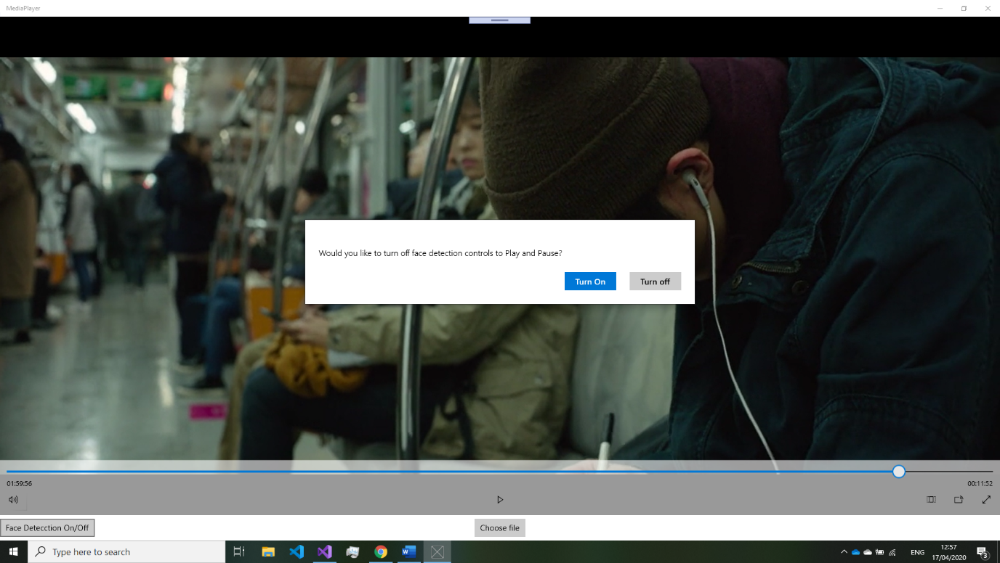 MediaPlayer
Would you like to turn off face detection controls to Play and Pause?
Turn On
Turn off
01:59:56
00:11:52
Face Detecction On/Off
Choose file
Type here to search
ENG
12:57
17/04/2020
3